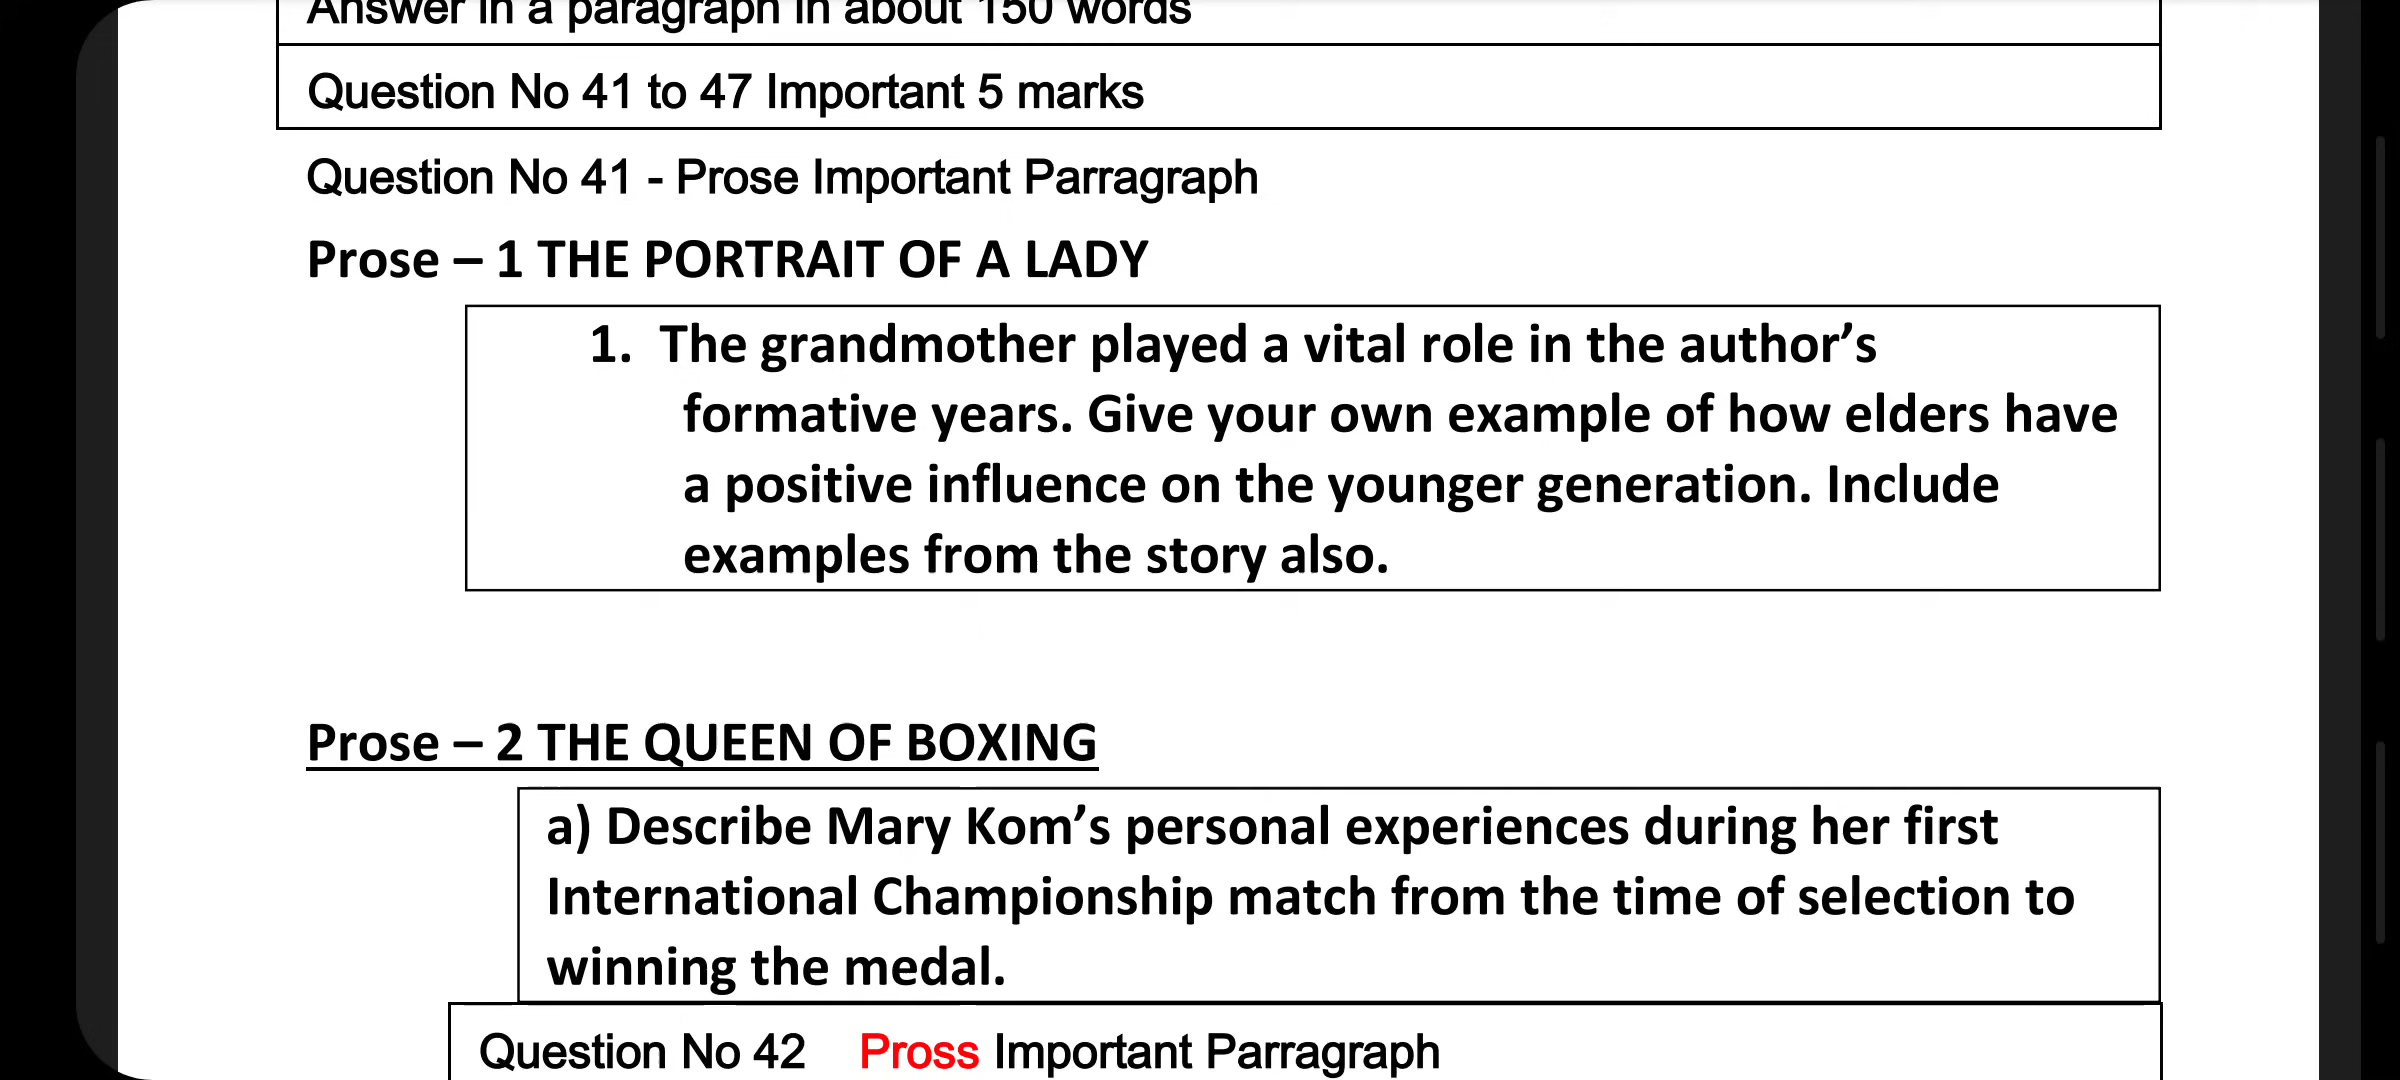 Answer in a paragraph in about 150 words
Question No 41 to 47 Important 5 marks
Question No 41 - Prose Important Parragraph
Prose – 1 THE PORTRAIT OF A LADY
1. The grandmother played a vital role in the author’s
formative years. Give your own example of how elders have
a positive influence on the younger generation. Include
examples from the story also.
Prose – 2 THE QUEEN OF BOXING
a) Describe Mary Kom’s personal experiences during her first
International Championship match from the time of selection to
winning the medal.
Question No 42 Pross Important Parragraph